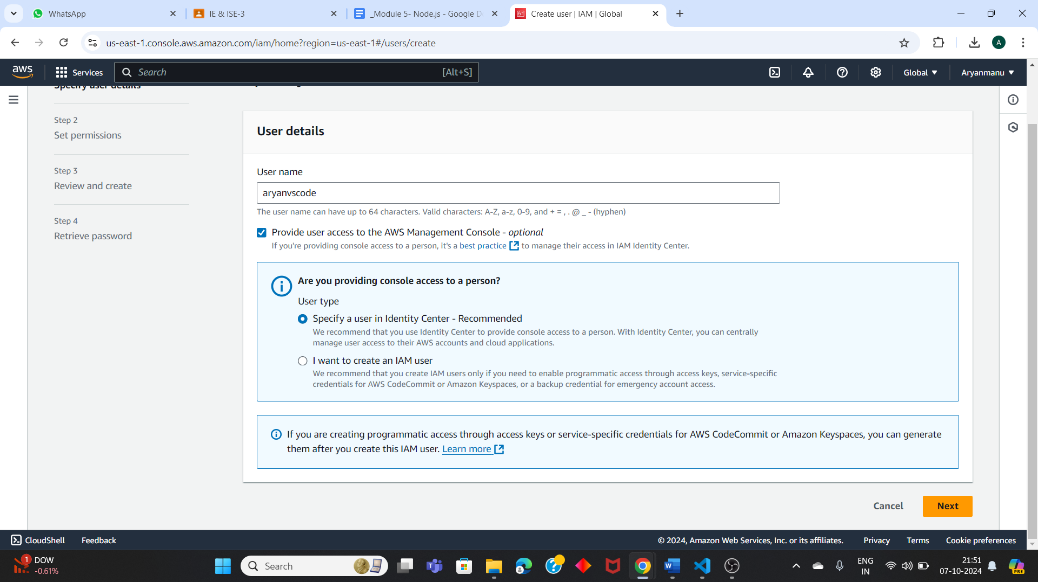 WhatsApp
IE & ISE-3
_Module 5- Node.js - Google D
Create user | IAM | Global
us-east-1.console.aws.amazon.com/iam/home?region=us-east-1#/users/create
A
aws
Services
Search
[Alt+S]
Global
Aryanmanu
Specify user details
Step 2
Set permissions
Step 3
Review and create
Step 4
Retrieve password
User details
User name
aryanvscode
The user name can have up to 64 characters. Valid characters: A-Z, a-z, 0-9, and + = , . @ _ - (hyphen)
Provide user access to the AWS Management Console - optional
If you're providing console access to a person, it's a best practice to manage their access in IAM Identity Center.
Are you providing console access to a person?
User type
Specify a user in Identity Center - Recommended
We recommend that you use Identity Center to provide console access to a person. With Identity Center, you can centrally
manage user access to their AWS accounts and cloud applications.
I want to create an IAM user
We recommend that you create IAM users only if you need to enable programmatic access through access keys, service-specific
credentials for AWS CodeCommit or Amazon Keyspaces, or a backup credential for emergency account access.
If you are creating programmatic access through access keys or service-specific credentials for AWS CodeCommit or Amazon Keyspaces, you can generate
them after you create this IAM user. Learn more
Cancel
Next
CloudShell
Feedback
© 2024, Amazon Web Services, Inc. or its affiliates.
Privacy
Terms
Cookie preferences
1
DOW
-0.61%
Search
ENG
IN
21:51
07-10-2024